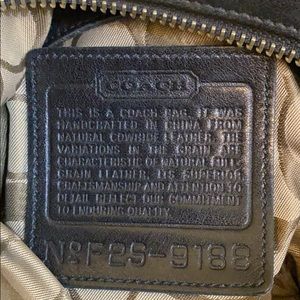 COACH
THIS IS A COACH BAG. IT WAS
HANDCRAFTED IN CHINA FROM
NATURAL COWHIDE LEATHER.
VARIATIONS IN THE GRAIN ARE
CHARACTERISTIC OF NATURAL FULL
GRAIN LEATHER. ITS SUPERIOR
CRAFTSMANSHIP AND ATTENTION TO
DETAIL REFLECT OUR COMMITMENT
TO ENDURING QUALITY.
Nº F2S-9188